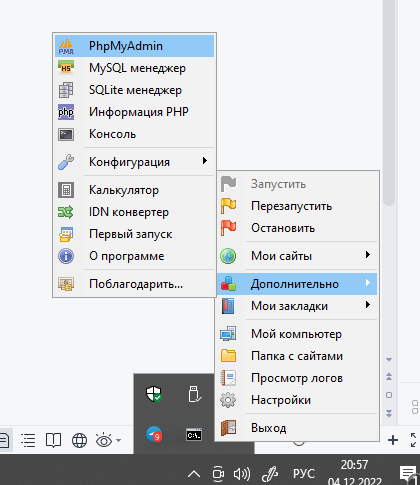 PhpMyAdmin
MySQL менеджер
SQLite менеджер
Информация PHP
Консоль
Конфигурация
Калькулятор
IDN конвертер
Первый запуск
О программе
Поблагодарить...
Запустить
Перезапустить
Остановить
Мои сайты
Дополнительно
Мои закладки
Мой компьютер
Папка с сайтами
Просмотр логов
Настройки
Выход
РУС
20:57
04.12.2022